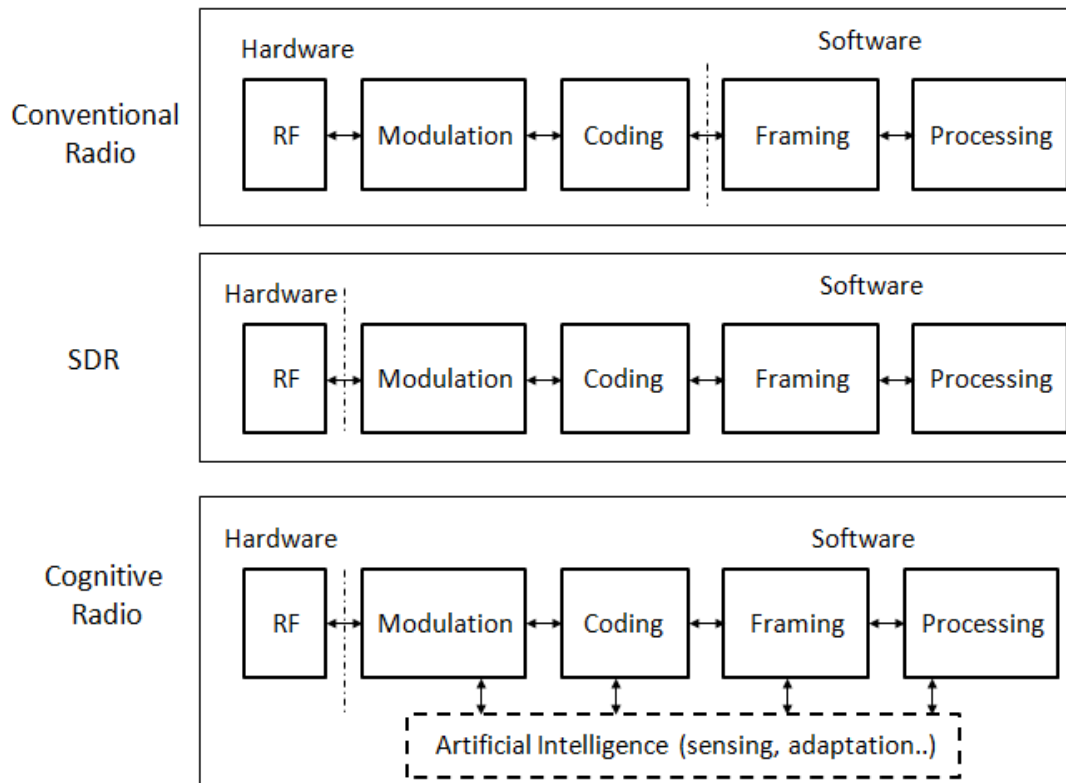 Hardware
Software
Conventional
Radio
RF
Modulation
Coding
Framing
Processing
Hardware
Software
SDR
RF
Modulation
Coding
Framing
Processing
Hardware
Software
Cognitive
Radio
RF
Modulation
Coding
Framing
Processing
Artificial Intelligence (sensing, adaptation..)